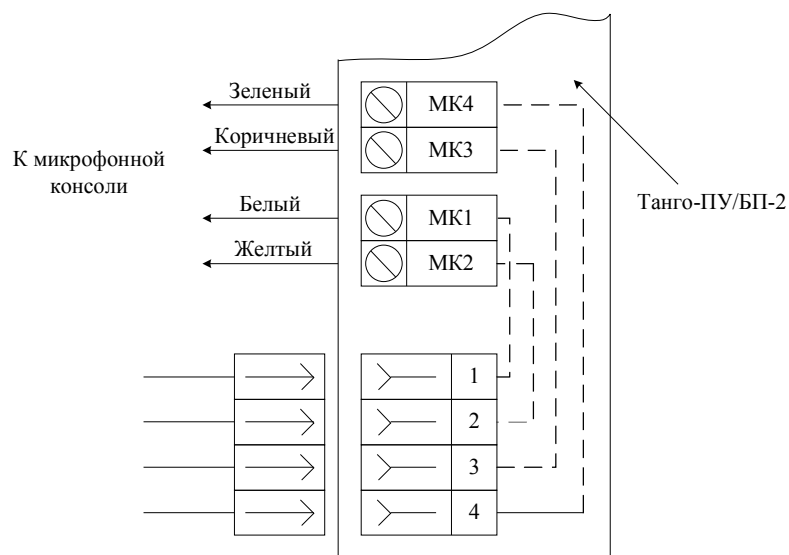 Зеленый
МК4
Коричневый
МК3
К микрофонной
консоли
Белый
МК1
Танго-ПУ/БП-2
Желтый
МК2
1
2
3
4